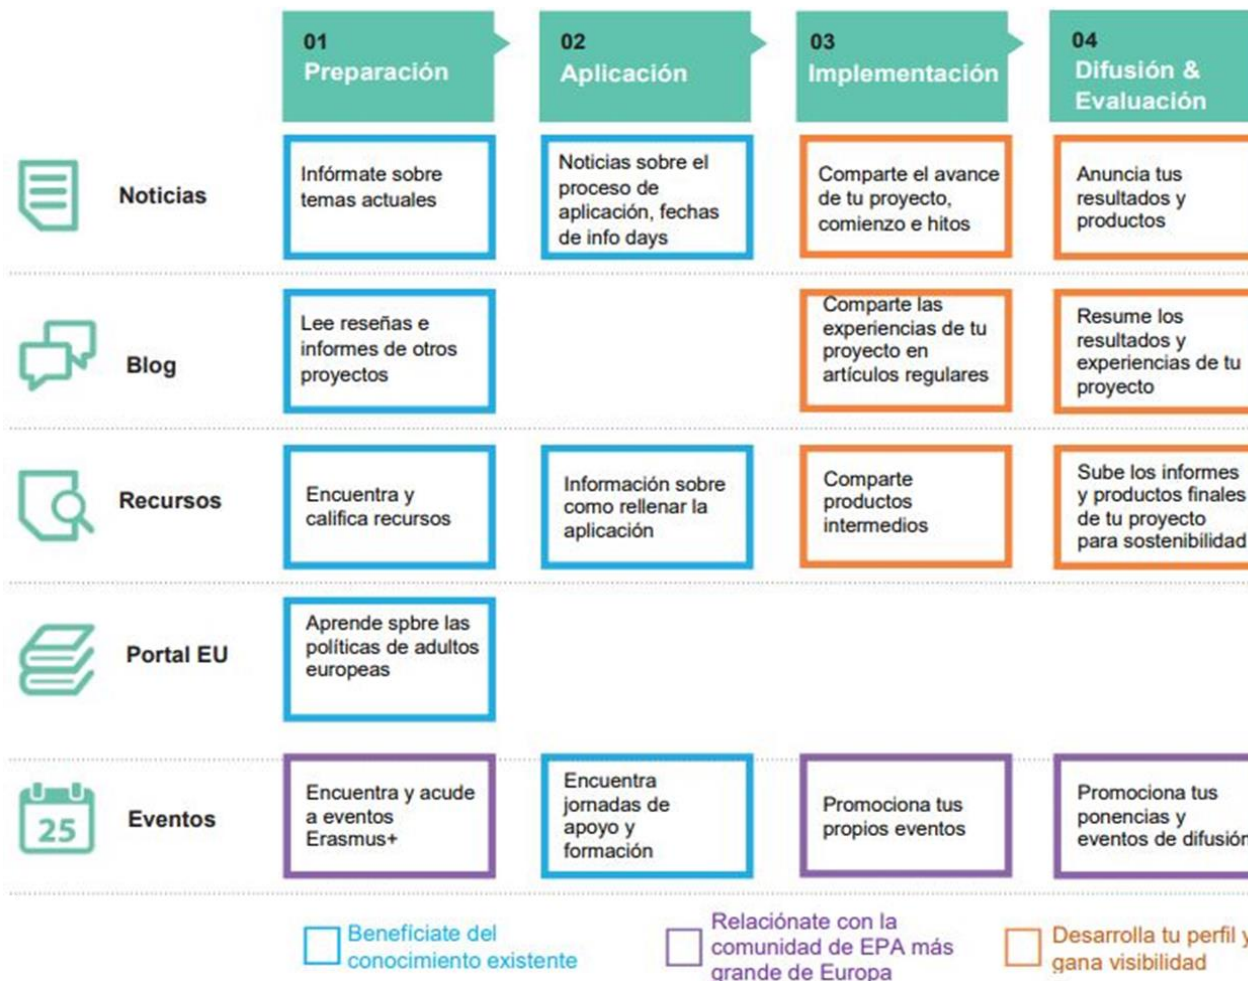 01
Preparación
02
Aplicación
03
Implementación
04
Difusión &
Evaluación
Noticias
Infórmate sobre
temas actuales
Noticias sobre el
proceso de
aplicación, fechas
de info days
Comparte el avance
de tu proyecto,
comienzo e hitos
Anuncia tus
resultados y
productos
Blog
Lee reseñas e
informes de otros
proyectos
Comparte las
experiencias de tu
proyecto en
artículos regulares
Resume los
resultados y
experiencias de tu
proyecto
Recursos
Encuentra y
califica recursos
Información sobre
como rellenar la
aplicación
Comparte
productos
intermedios
Sube los informes
y productos finales
de tu proyecto
para sostenibilidad
Portal EU
Aprende spbre las
políticas de adultos
europeas
25
Eventos
Encuentra y acude
a eventos
Erasmus+
Encuentra
jornadas de
apoyo y
formación
Promociona tus
propios eventos
Promociona tus
ponencias y
eventos de difusión
Benefíciate del
conocimiento existente
Relaciónate con la
comunidad de EPA más
grande de Europa
Desarrolla tu perfil y
gana visibilidad